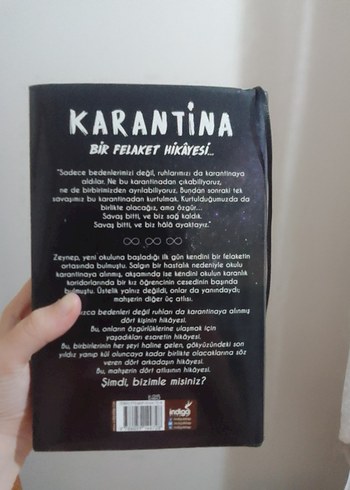 KARANTiNA
BİR FELAKET HİKÂYESİ...
"Sadece bedenlerimizi değil, ruhlarımızı da karantinaya
aldılar. Ne bu karantinadan çıkabiliyoruz,
ne de birbirimizden ayrılabiliyoruz, Bundan sonraki tek
savaşımız bu karantinadan kurtulmak. Kurtulduğumuzda da
birlikte olacağız, ama özgür...
Savaş bitti, ve biz sağ kaldık.
Savaş bitti, ve biz hâlâ ayaktayız."
Zeynep, yeni okuluna başladığı ilk gün kendini bir felaketin
ortasında bulmuştu. Salgın bir hastalık nedeniyle okulu
karantinaya alınmış, akşamında ise kendini okulun karanlık
karidorlarında bir kız öğrencinin cesedinin başında
bulmuştu. Üstelik yalnız değildi, onlar da yanındaydı;
mahşerin diğer üç atlısı.
ızca bedenleri değil ruhları da karantinaya alınmış
dört kişinin hikâyesi.
Bu, onların özgürlüklerine ulaşmak için
yaşadıkları esaretin hikâyesi.
Bu, birbirlerinin her şeyi haline gelen, gökyüzündeki son
yıldız yanıp kül oluncaya kadar birlikte olacaklarına söz
veren dört arkadaşın hikâyesi.
Bu, mahşerin dört atlısının hikâyesi.
Şimdi, bizimle misiniz?
indigo